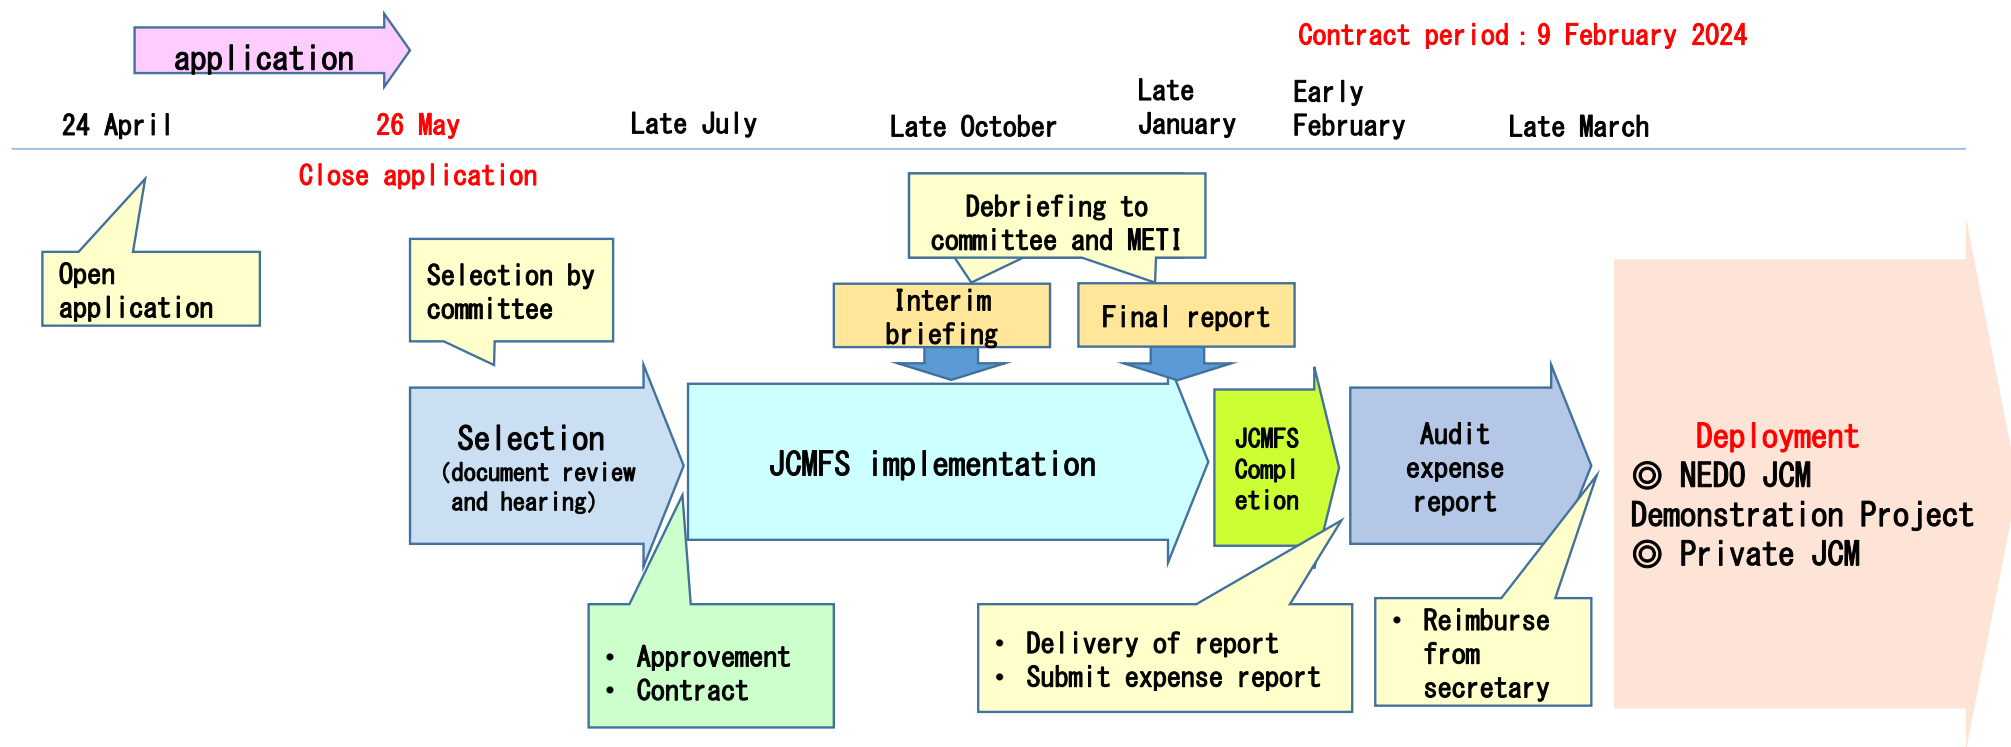 application
Contract period：9 February 2024
24 April
26 May
Late July
Late October
Late
January
Early
February
Late March
Close application
Open
application
Selection by
committee
Debriefing to
committee and METI
Interim
briefing
Final report
Selection
(document review
and hearing)
JCMFS implementation
JCMFS
Compl
etion
Audit
expense
report
Deployment
◎ NEDO JCM
Demonstration Project
◎ Private JCM
• Approvement
• Contract
• Delivery of report
• Submit expense report
• Reimburse
from
secretary